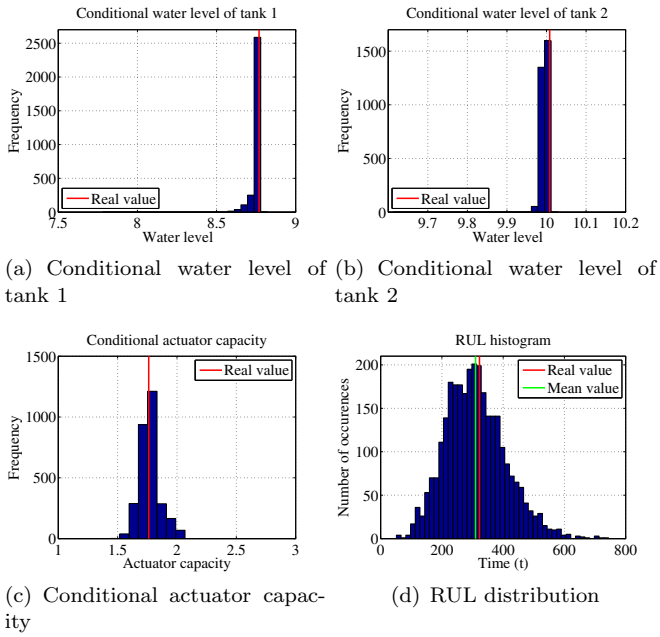 Conditional water level of tank 1
Frequency
2500
2000
1500
1000
500
0
Real value
7.5 8 8.5 9
Water level
(a) Conditional water level of tank 1
Conditional water level of tank 2
Frequency
1500
1000
500
0
Real value
9.7 9.8 9.9 10 10.1 10.2
Water level
(b) Conditional water level of tank 2
Conditional actuator capacity
Frequency
1500
1000
500
0
Real value
1 1.5 2 2.5 3
Actuator capacity
(c) Conditional actuator capac-
ity
RUL histogram
Number of occurences
200
150
100
50
0
Real value
Mean value
0 200 400 600 800
Time (t)
(d) RUL distribution